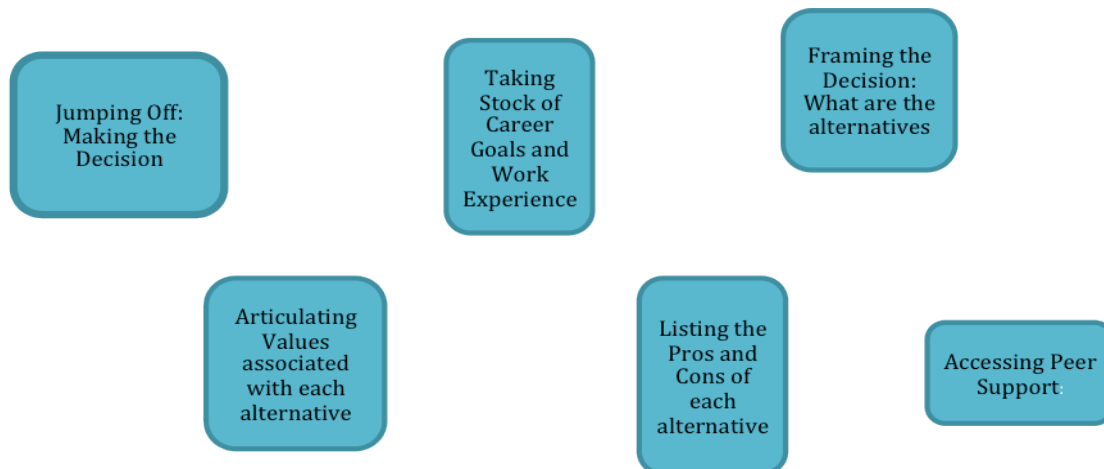 Jumping Off:
Making the
Decision
Taking
Stock of
Career
Goals and
Work
Experience
Framing the
Decision:
What are the
alternatives
Articulating
Values
associated
with each
alternative
Listing the
Pros and
Cons of
each
alternative
Accessing Peer
Support: